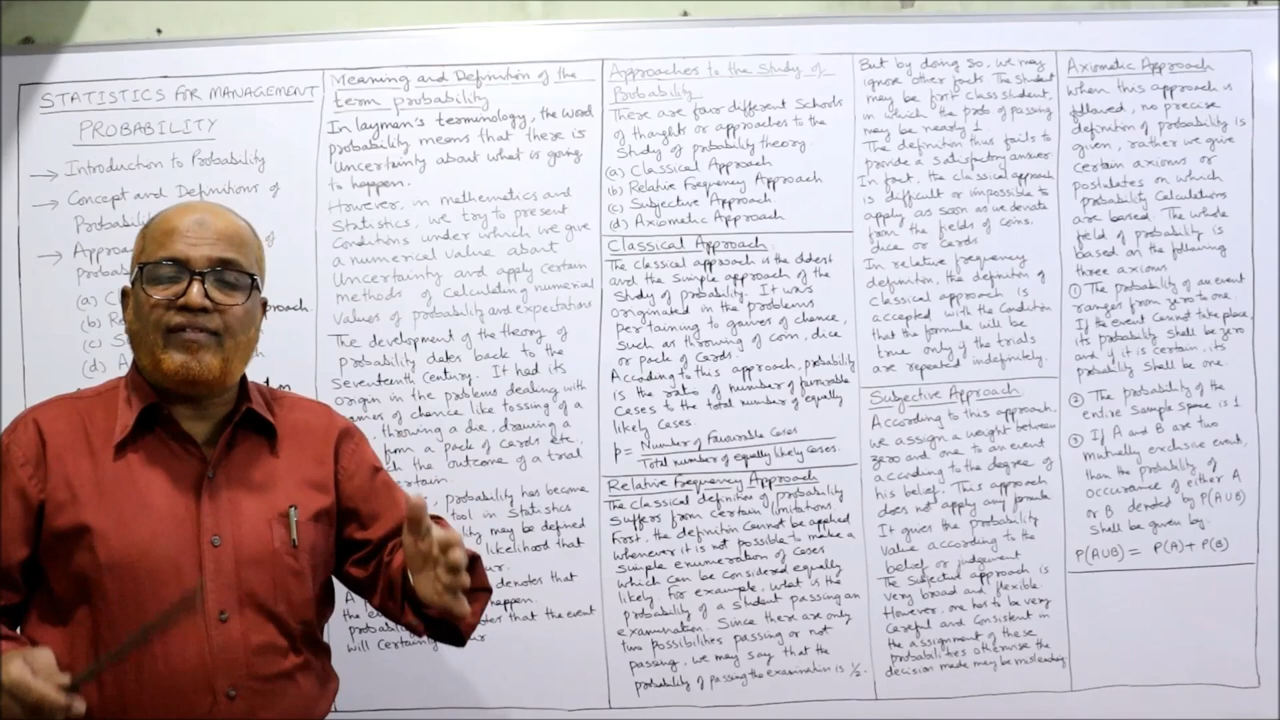 STATISTICS FOR MANAGEMENT
PROBABILITY
→ Introduction to Probability
→ Concept and Definitions of
→
of
(a)
roach
(b)
(c)
(d)
Meaning and Definition of the
term probability
In layman's terminology, the word
probability means that there is
Uncertainty about what is going
to happen.
However, in mathematics and
Statistics, we try to present
Conditions under which we give
a numerical value about
Uncertainty and apply certain
methods of calculating numerical
values of probability and expectations
The development of the theory of
probability dates back to the
Seventeenth Century. It had its
origin in the problems dealing with
of chance like tossing of a
, throwing a die, drawing a
from a pack of cards etc.,
the outcome of a trial
, probability has become
tool in Statistics
may be defined
likelihood that
denotes that
happen.
that the event
will certainly
Approaches to the Study of
Probability
There are four different Schools
of thought or approaches to the
Study of probability theory
(a) Classical Approach
(b) Relative Frequency Approach
(c) Subjective Approach
(d) Axiomatic Approach
Classical Approach
The classical approach is the oldest
and the Simple approach of the
Study of probability. It was
originated in the problems
pertaining to games of chance,
Such as throwing of coin, dice
or pack of Cards.
According to this approach, probability
is the ratio of number of favourable
Cases to the total number of equally
likely Cases.
p = Number of Favourable Cases
Total number of equally likely cases.
Relative Frequency Approach
The Classical definition of probability
Suffers from Certain limitations.
First, the definition Cannot be applied
whenever it is not possible to make a
Simple enumeration of Cases
which can be considered equally
likely. For example, what is the
probability of a Student passing an
examination. Since there are only
two possibilities passing or not
passing, we may say that the
probability of passing the examination is 1/2.
But by doing so, we may
ignore other facts. The student
may be first class student,
in which the prob of passing
may be nearly 1.
The definition thus fails to
provide a satisfactory answer.
In fact, the classical approach
is difficult or impossible to
apply as soon as we deviate
from the fields of coins,
dice or Cards.
In relative frequency
definition, the definition of
classical approach is
accepted with the condition
that the formula will be
true only if the trials
are repeated indefinitely.
Subjective Approach
According to this approach,
we assign a weight between
zero and one to an event
according to the degree of
his belief. This approach
does not apply any formula
It gives the probability
value according to the
belief or judgement
The Subjective approach is
very broad and flexible.
However, one has to be very
Careful and Consistent in
the assignment of these
probabilities otherwise the
decision made may be misleading
Axiomatic Approach
when this approach is
followed, no precise
definition of probability is
given, rather we give
Certain axioms or
postulates on which
probability Calculations
are based. The whole
field of probability is
based on the following
three axioms
① The probability of an event
ranges from zero to one.
If the event Cannot take place,
its probability shall be zero
and if it is certain, its
probability Shall be one.
② The probability of the
entire Sample space is 1
③ If A and B are two
mutually exclusive events,
than the probability of
occurance of either A
or B denoted by P(A∪B)
Shall be given by.
P(A∪B) = P(A) + P(B)